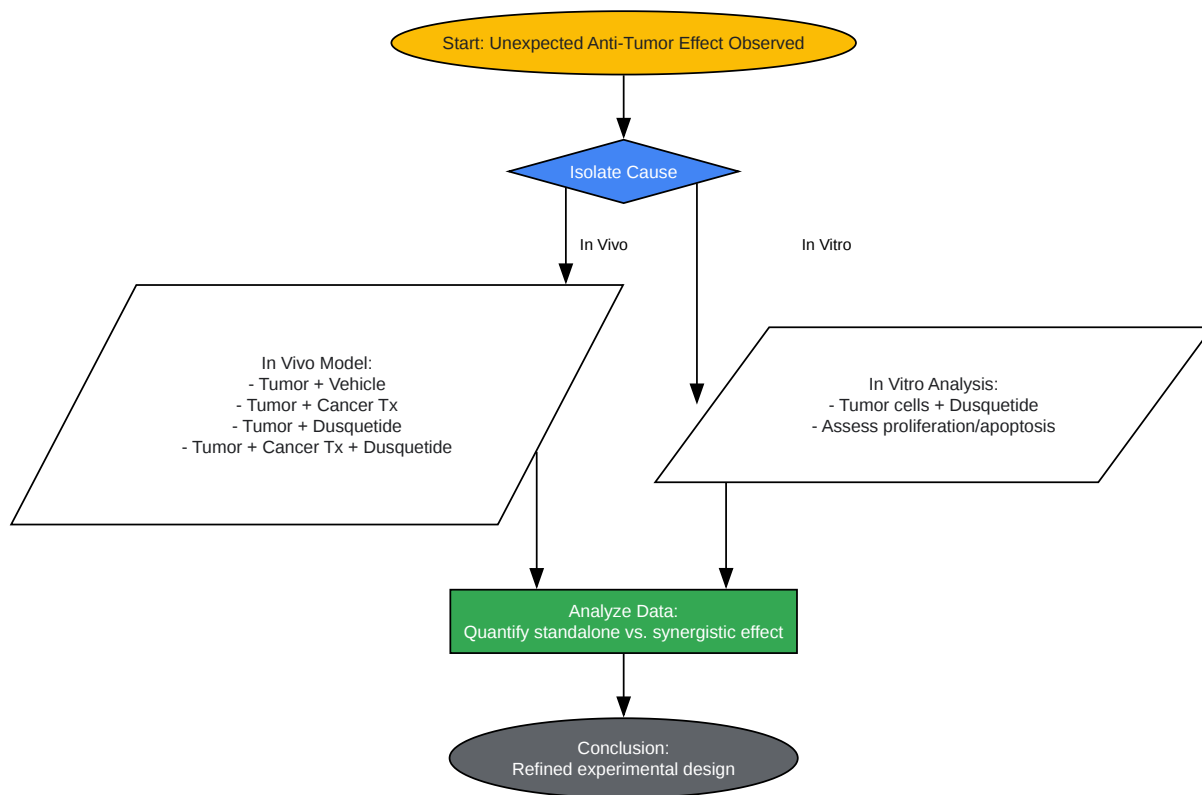 Start: Unexpected Anti-Tumor Effect Observed
Isolate Cause
In Vivo
In Vitro
In Vivo Model:
- Tumor + Vehicle
- Tumor + Cancer Tx
- Tumor + Dusquetide
- Tumor + Cancer Tx + Dusquetide
In Vitro Analysis:
- Tumor cells + Dusquetide
- Assess proliferation/apoptosis
Analyze Data:
Quantify standalone vs. synergistic effect
Conclusion:
Refined experimental design